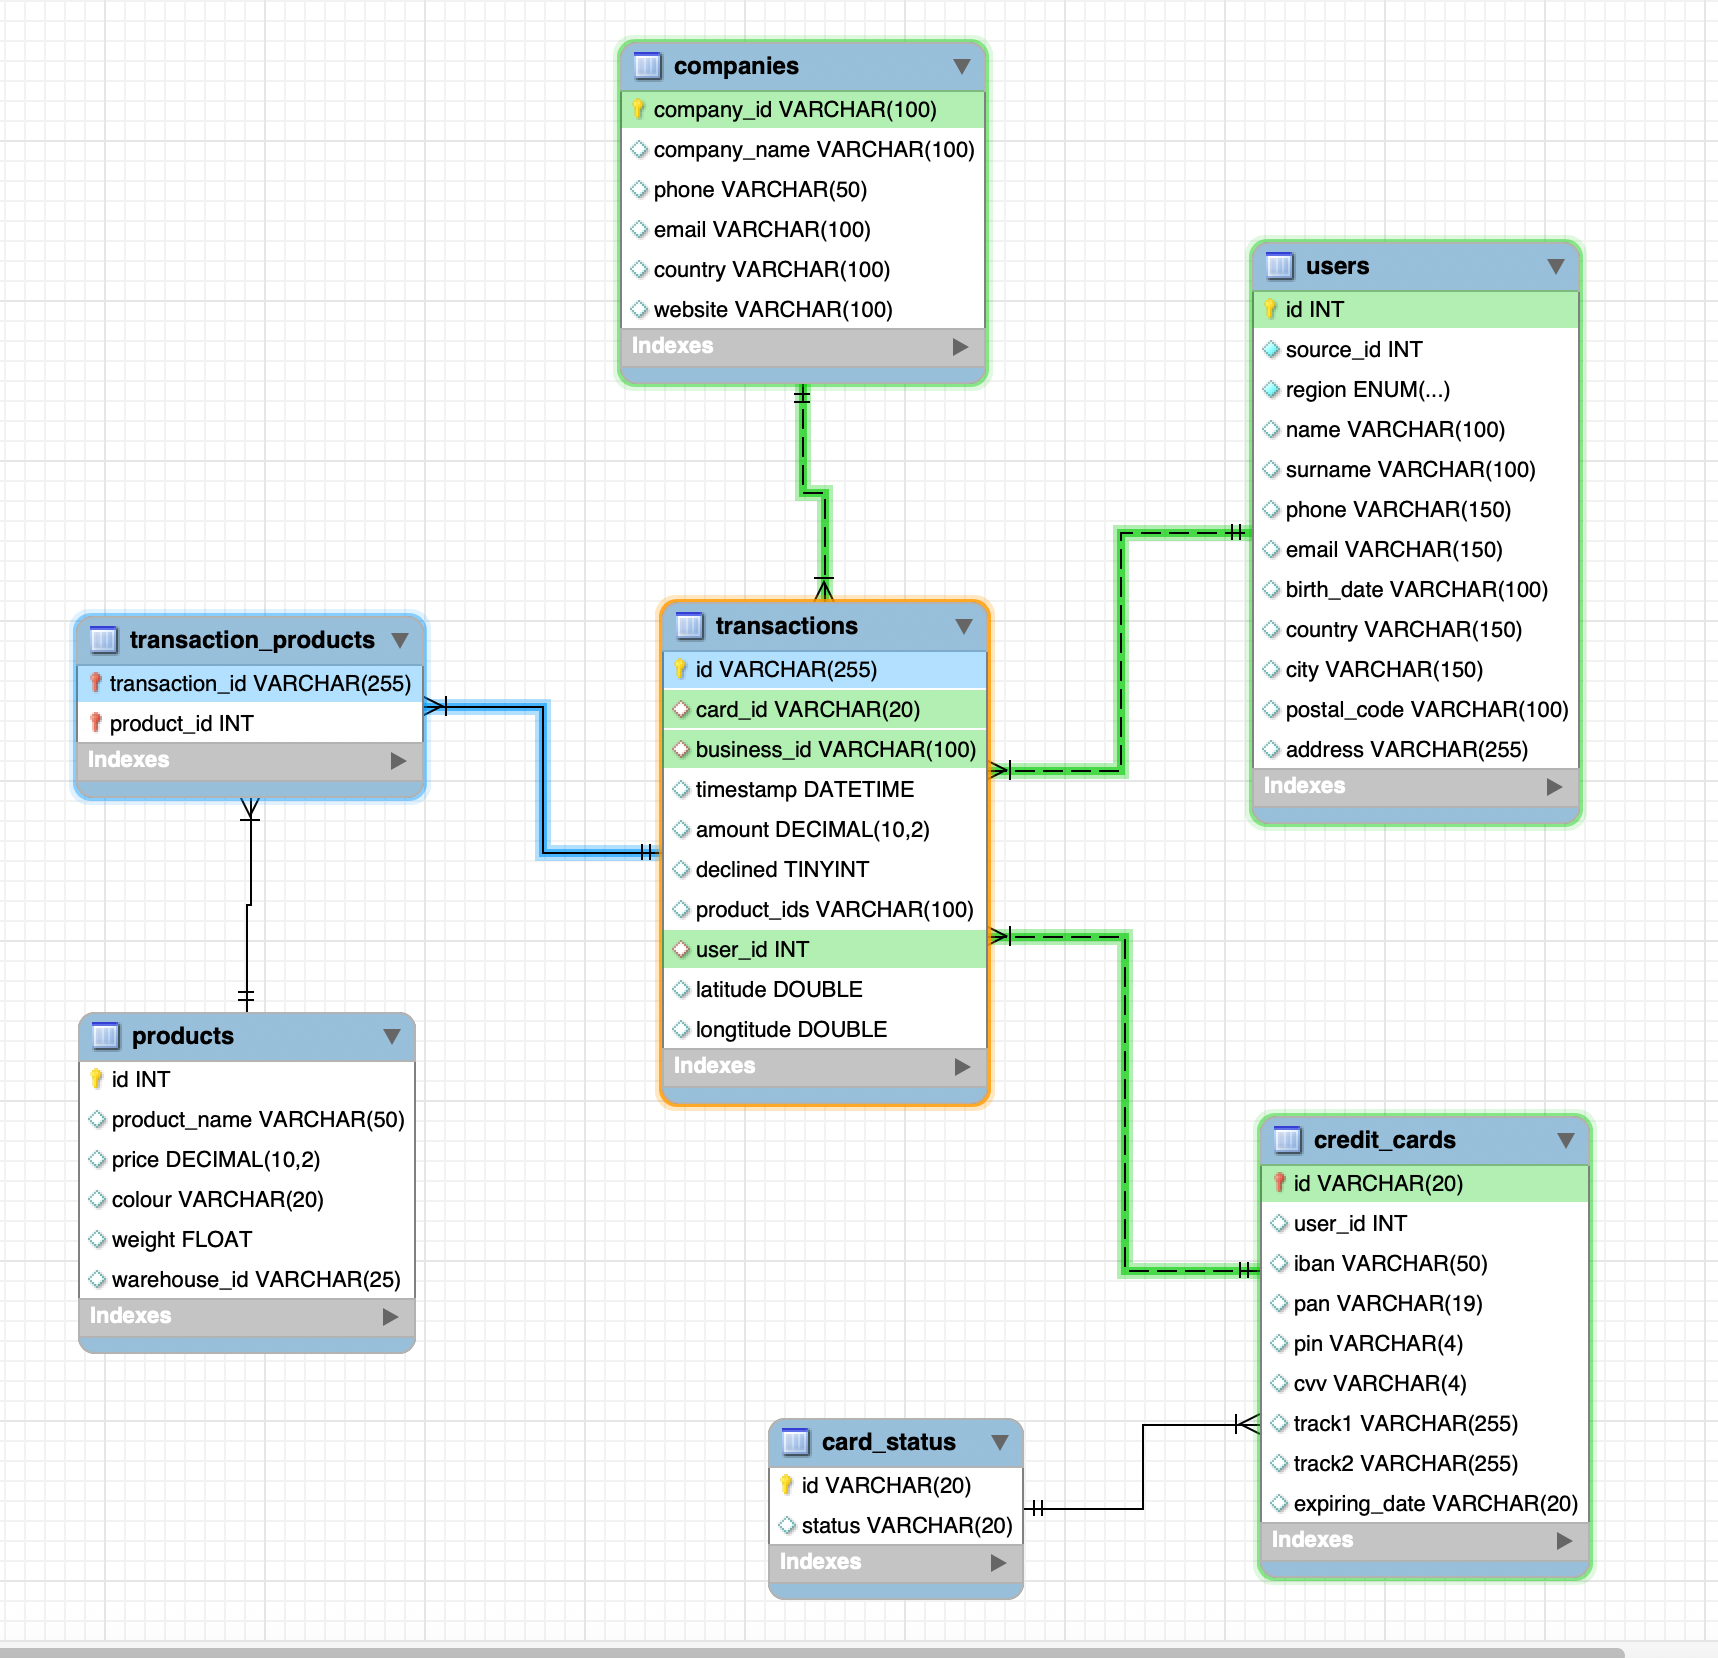 companies
company_id VARCHAR(100)
company_name VARCHAR(100)
phone VARCHAR(50)
email VARCHAR(100)
country VARCHAR(100)
website VARCHAR(100)
Indexes
users
id INT
source_id INT
region ENUM(...)
name VARCHAR(100)
surname VARCHAR(100)
phone VARCHAR(150)
email VARCHAR(150)
birth_date VARCHAR(100)
country VARCHAR(150)
city VARCHAR(150)
postal_code VARCHAR(100)
address VARCHAR(255)
Indexes
transaction_products
transaction_id VARCHAR(255)
product_id INT
Indexes
transactions
id VARCHAR(255)
card_id VARCHAR(20)
business_id VARCHAR(100)
timestamp DATETIME
amount DECIMAL(10,2)
declined TINYINT
product_ids VARCHAR(100)
user_id INT
latitude DOUBLE
longtitude DOUBLE
Indexes
products
id INT
product_name VARCHAR(50)
price DECIMAL(10,2)
colour VARCHAR(20)
weight FLOAT
warehouse_id VARCHAR(25)
Indexes
credit_cards
id VARCHAR(20)
user_id INT
iban VARCHAR(50)
pan VARCHAR(19)
pin VARCHAR(4)
cvv VARCHAR(4)
track1 VARCHAR(255)
track2 VARCHAR(255)
expiring_date VARCHAR(20)
Indexes
card_status
id VARCHAR(20)
status VARCHAR(20)
Indexes